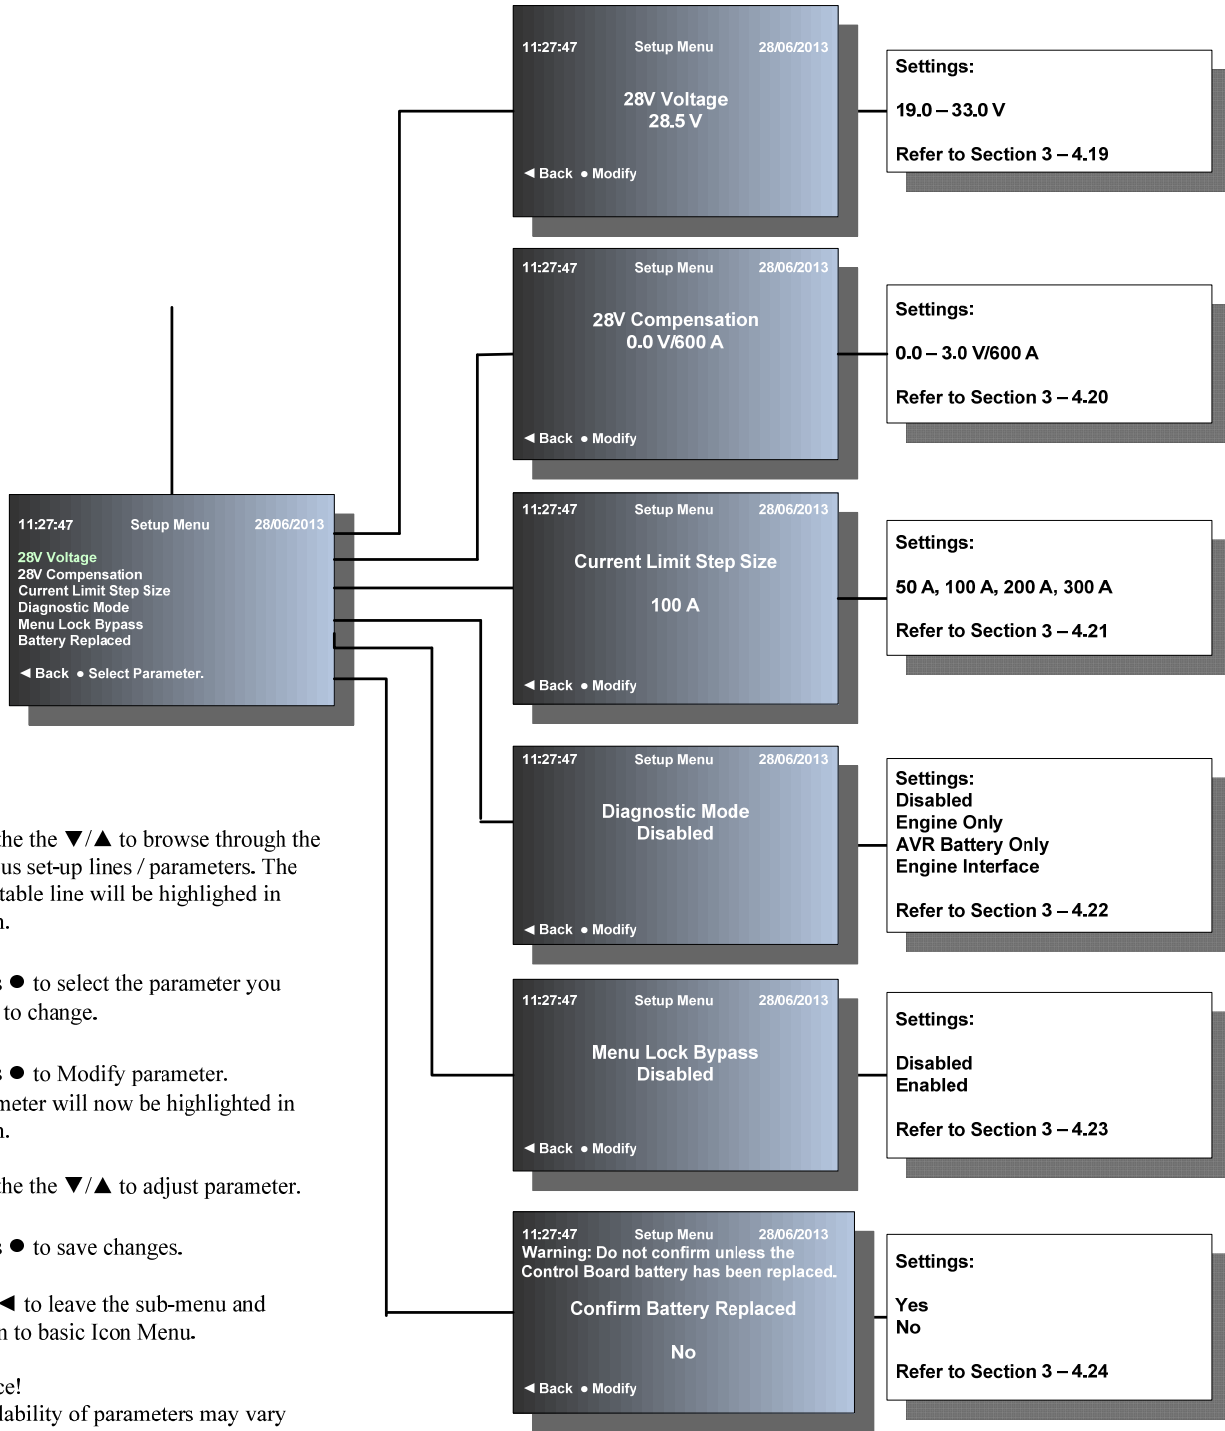 11:27:47 Setup Menu 28/06/2013
28V Voltage
28.5 V
◄ Back ● Modify
Settings:
19.0 – 33.0 V
Refer to Section 3 – 4.19
11:27:47 Setup Menu 28/06/2013
28V Compensation
0.0 V/600 A
◄ Back ● Modify
Settings:
0.0 – 3.0 V/600 A
Refer to Section 3 – 4.20
11:27:47 Setup Menu 28/06/2013
28V Voltage
28V Compensation
Current Limit Step Size
Diagnostic Mode
Menu Lock Bypass
Battery Replaced
◄ Back ● Select Parameter.
11:27:47 Setup Menu 28/06/2013
Current Limit Step Size
100 A
◄ Back ● Modify
Settings:
50 A, 100 A, 200 A, 300 A
Refer to Section 3 – 4.21
11:27:47 Setup Menu 28/06/2013
Diagnostic Mode
Disabled
◄ Back ● Modify
Settings:
Disabled
Engine Only
AVR Battery Only
Engine Interface
Refer to Section 3 – 4.22
11:27:47 Setup Menu 28/06/2013
Menu Lock Bypass
Disabled
◄ Back ● Modify
Settings:
Disabled
Enabled
Refer to Section 3 – 4.23
11:27:47 Setup Menu 28/06/2013
Warning: Do not confirm unless the
Control Board battery has been replaced.
Confirm Battery Replaced
No
◄ Back ● Modify
Settings:
Yes
No
Refer to Section 3 – 4.24
the the ▼/▲ to browse through the
us set-up lines / parameters. The
table line will be highlighed in
n.
s ● to select the parameter you
to change.
s ● to Modify parameter.
meter will now be highlighted in
n.
the the ▼/▲ to adjust parameter.
s ● to save changes.
◄ to leave the sub-menu and
n to basic Icon Menu.
ce!
lability of parameters may vary